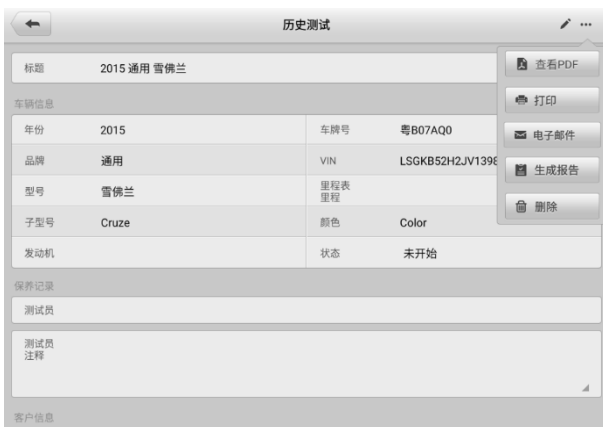 历史测试
标题 2015 通用 雪佛兰
查看PDF
打印
电子邮件
生成报告
删除
车辆信息
年份 2015 车牌号 粤B07AQ0
品牌 通用 VIN LSGKB52H2JV1398
型号 雪佛兰 里程表
里程
子型号 Cruze 颜色 Color
发动机 状态 未开始
保养记录
测试员
测试员
注释
客户信息